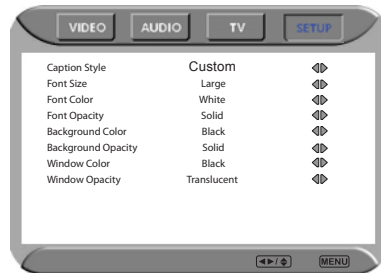 VIDEO AUDIO TV SETUP
Caption Style Custom
Font Size Large
Font Color White
Font Opacity Solid
Background Color Black
Background Opacity Solid
Window Color Black
Window Opacity Translucent
MENU